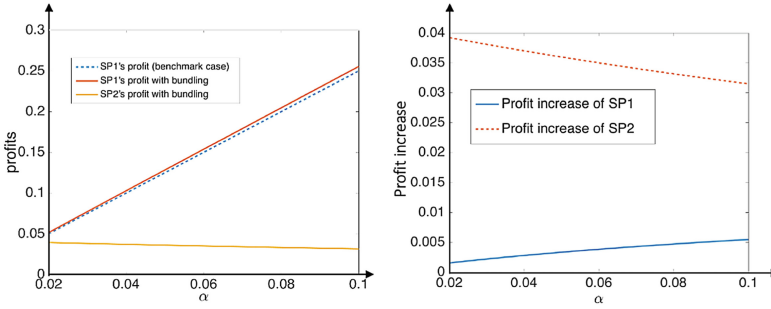 0.3
0.25
0.2
0.15
0.1
0.05
0
profits
SP1's profit (benchmark case)
SP1's profit with bundling
SP2's profit with bundling
0.02 0.04 0.06 0.08 0.1
α
0.04
0.035
0.03
0.025
0.02
0.015
0.01
0.005
0
Profit increase
Profit increase of SP1
Profit increase of SP2
0.02 0.04 0.06 0.08 0.1
α